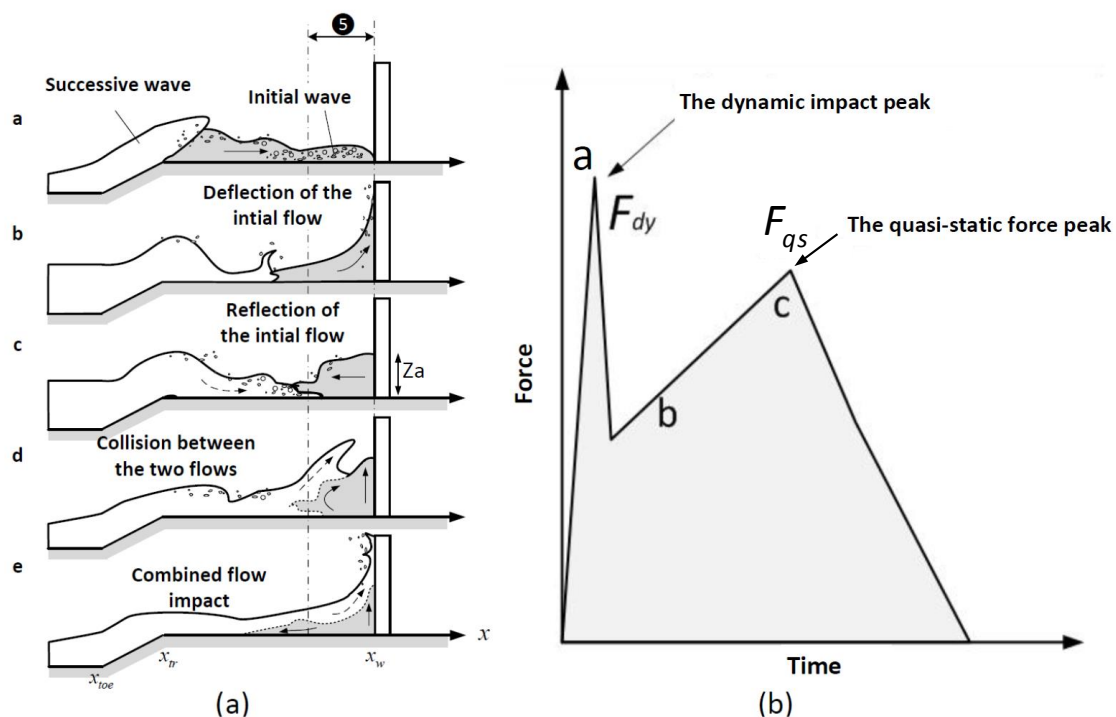 ❺
Successive wave
Initial wave
a
Deflection of the
intial flow
b
Reflection of
the intial flow
c
Za
Collision between
the two flows
d
e
Combined flow
impact
x
x_tr
x_w
x_toe
(a)
The dynamic impact peak
a
F_dy
F_qs
The quasi-static force peak
c
b
Force
Time
(b)